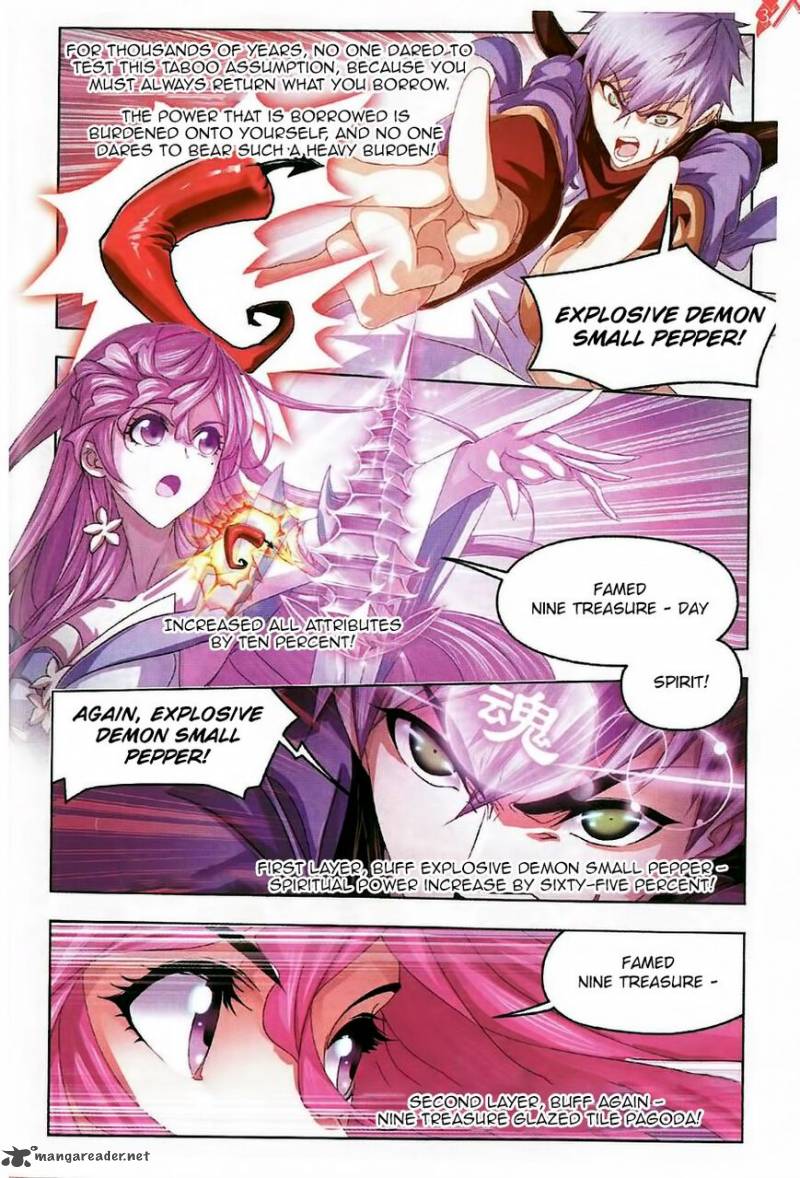 3
FOR THOUSANDS OF YEARS, NO ONE DARED TO
TEST THIS TABOO ASSUMPTION, BECAUSE YOU
MUST ALWAYS RETURN WHAT YOU BORROW.
THE POWER THAT IS BORROWED IS
BURDENED ONTO YOURSELF, AND NO ONE
DARES TO BEAR SUCH A HEAVY BURDEN!
EXPLOSIVE DEMON
SMALL PEPPER!
FAMED
NINE TREASURE - DAY
INCREASED ALL ATTRIBUTES
BY TEN PERCENT!
SPIRIT!
AGAIN, EXPLOSIVE
DEMON SMALL
PEPPER!
魂
FIRST LAYER, BUFF EXPLOSIVE DEMON SMALL PEPPER -
SPIRITUAL POWER INCREASE BY SIXTY-FIVE PERCENT!
FAMED
NINE TREASURE -
SECOND LAYER, BUFF AGAIN -
NINE TREASURE GLAZED TILE PAGODA!
mangareader.net